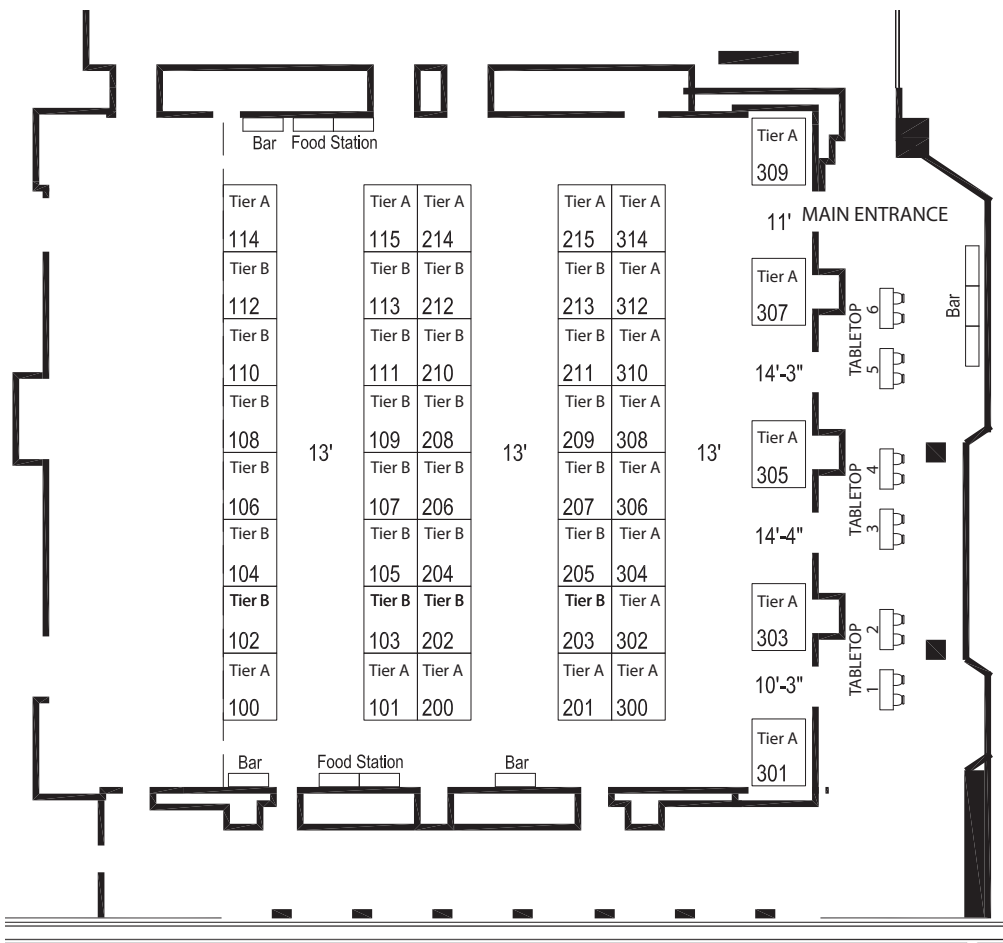 Bar Food Station
Tier A
309
11' MAIN ENTRANCE
Tier A Tier A Tier A Tier A Tier A
114 115 214 215 314
Tier B Tier B Tier B Tier B Tier A Tier A
112 113 212 213 312 307
TABLETOP 6
Bar
Tier B Tier B Tier B Tier B Tier A
110 111 210 211 310
14'-3"
5
Tier B Tier B Tier B Tier B Tier A Tier A
108 109 208 209 308 305
13' 13' 13'
TABLETOP 4
Tier B Tier B Tier B Tier B Tier A
106 107 206 207 306
14'-4"
3
Tier B Tier B Tier B Tier B Tier A
104 105 204 205 304
Tier B Tier B Tier B Tier B Tier A Tier A
102 103 202 203 302 303
TABLETOP 2
Tier A Tier A Tier A Tier A Tier A
100 101 200 201 300
10'-3"
1
Tier A
301
Bar Food Station Bar